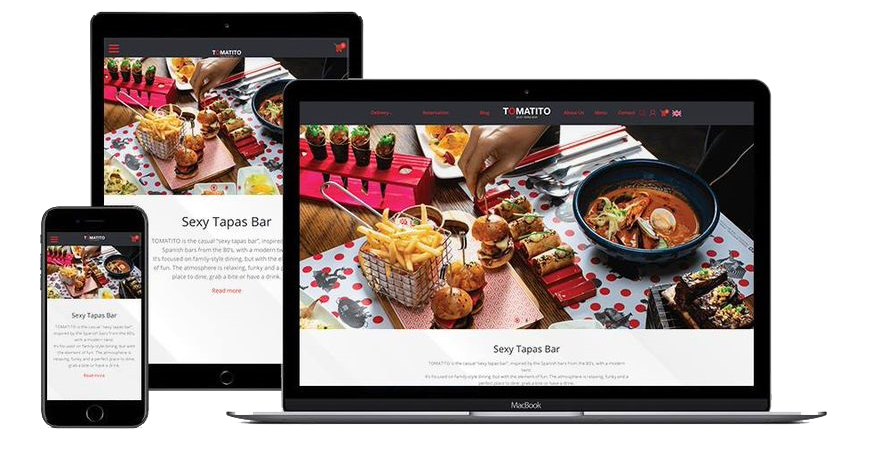 TOMATITO
Sexy Tapas Bar
TOMATITO is the casual "sexy tapas bar", inspired
Spanish bars from the 80's, with a modern
It's focused on family-style dining, but with the
of fun. The atmosphere is relaxing, funky and a
place to dine, grab a bite or have a drink.
Read more
TOMATITO
Sexy Tapas Bar
TOMATITO is the casual "sexy tapas bar",
inspired by the Spanish bars from the 80's,
with a modern twist.
It's focused on family-style dining, but with
the element of fun. The atmosphere is
relaxing, funky, and a perfect place to dine,
grab a bite or have a drink.
Read more
Delivery Reservation Blog TOMATITO About Us Menu Contact
SEXY TAPAS BAR
Sexy Tapas Bar
TOMATITO is the casual "sexy tapas bar", inspired by the Spanish bars from the 80's, with a modern
twist.
It's focused on family-style dining, but with the element of fun. The atmosphere is relaxing, funky, and a
perfect place to dine, grab a bite or have a drink.
MacBook